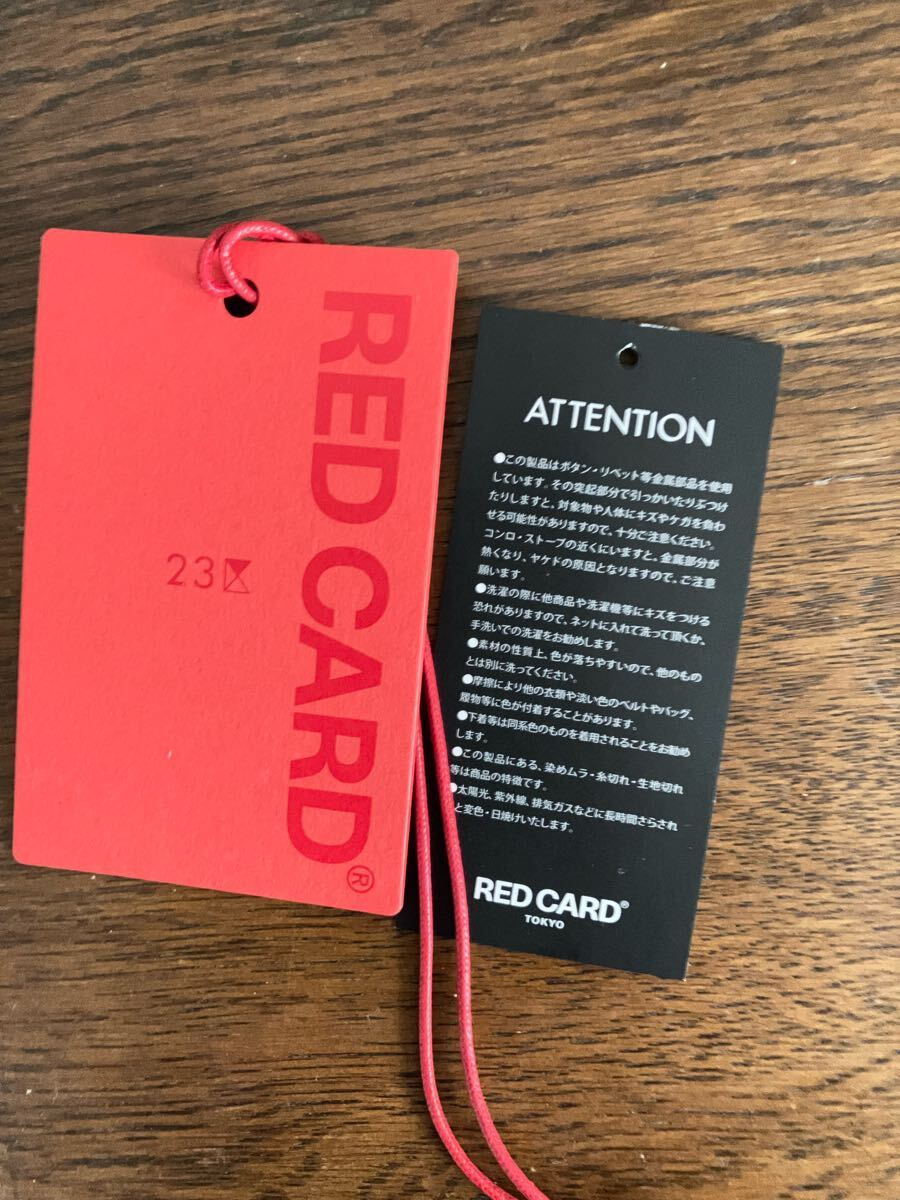 RED CARD®
23
ATTENTION
●この製品はボタン・リベット等金属部品を使用
しています。その突起部分で引っかいたりぶつけ
たりしますと、対象物や人体にキズやケガを負わ
せる可能性がありますので、十分ご注意ください。
コンロ・ストーブの近くにいますと、金属部分が
熱くなり、ヤケドの原因となりますので、ご注意
願います。
●洗濯の際に他商品や洗濯機等にキズをつける
恐れがありますので、ネットに入れて洗って頂くか、
手洗いでの洗濯をお勧めします。
●素材の性質上、色が落ちやすいので、他のもの
とは別に洗ってください。
●摩擦により他の衣類や淡い色のベルトやバッグ、
履物等に色が付着することがあります。
●下着等は同系色のものを着用されることをお勧め
します。
●この製品にある、染めムラ・糸切れ・生地切れ
等は商品の特徴です。
●太陽光、紫外線、排気ガスなどに長時間さらされ
と変色・日焼けいたします。
RED CARD®
TOKYO